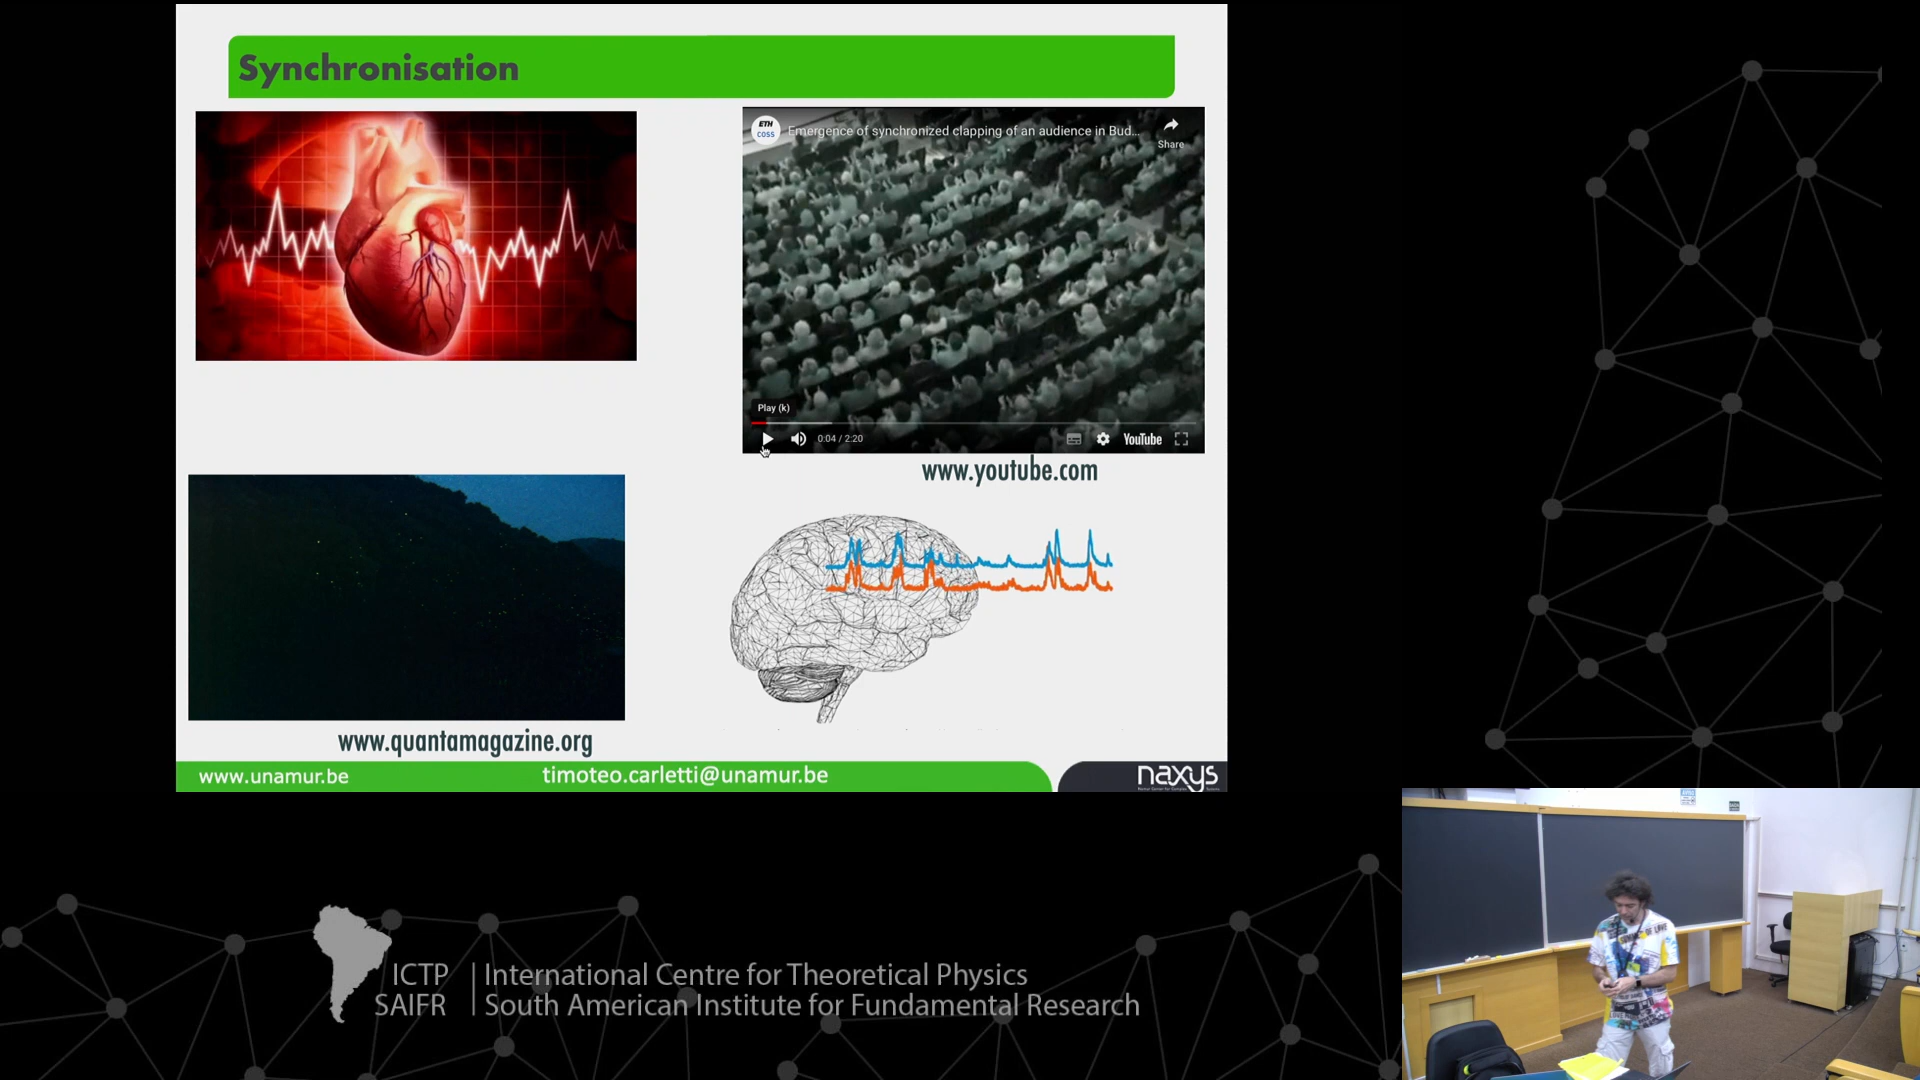 Synchronisation
ETH
COSS
Emergence of synchronized clapping of an audience in Bud...
Share
Play (k)
0:04 / 2:20
YouTube
www.youtube.com
www.quantamagazine.org
www.unamur.be
timoteo.carletti@unamur.be
naxys
ICTP
SAIFR
International Centre for Theoretical Physics
South American Institute for Fundamental Research